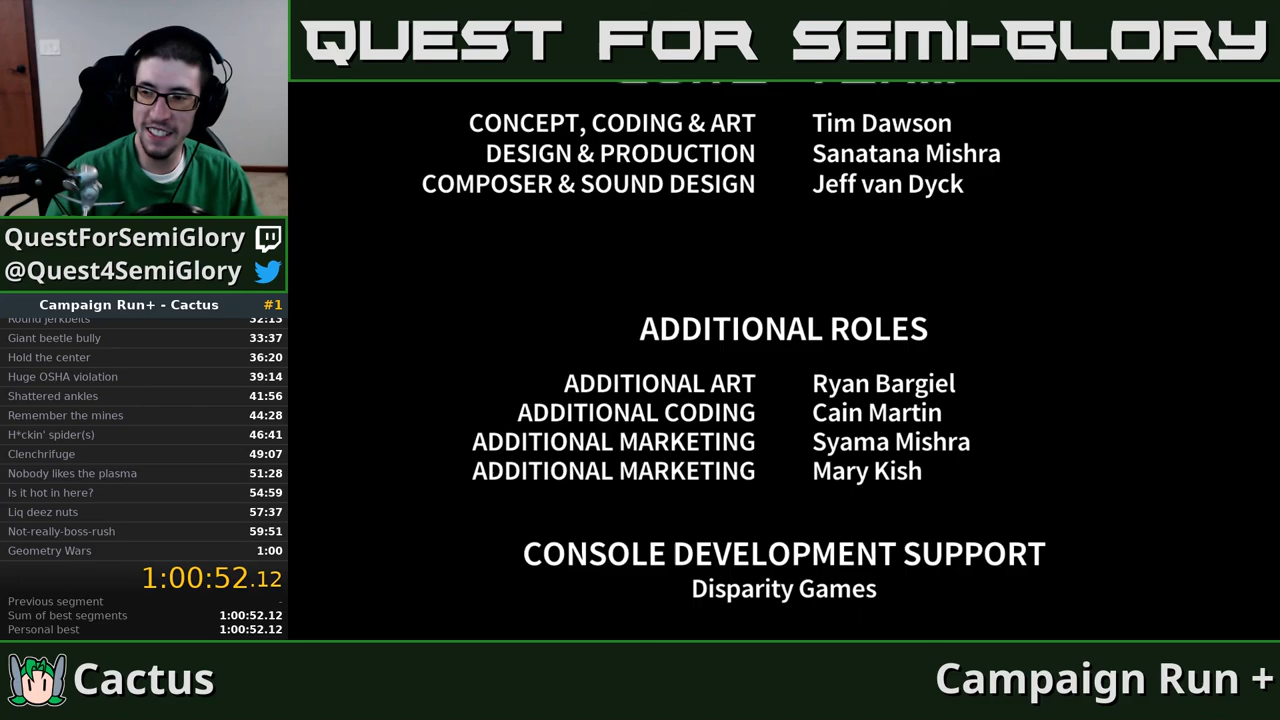 QUEST FOR SEMI-GLORY
CONCEPT, CODING & ART Tim Dawson
DESIGN & PRODUCTION Sanatana Mishra
COMPOSER & SOUND DESIGN Jeff van Dyck
ADDITIONAL ROLES
ADDITIONAL ART Ryan Bargiel
ADDITIONAL CODING Cain Martin
ADDITIONAL MARKETING Syama Mishra
ADDITIONAL MARKETING Mary Kish
CONSOLE DEVELOPMENT SUPPORT
Disparity Games
QuestForSemiGlory
@Quest4SemiGlory
Campaign Run+ - Cactus #1
Round jerkbelts 32:13
Giant beetle bully 33:37
Hold the center 36:20
Huge OSHA violation 39:14
Shattered ankles 41:56
Remember the mines 44:28
H*ckin' spider(s) 46:41
Clenchrifuge 49:07
Nobody likes the plasma 51:28
Is it hot in here? 54:59
Liq deez nuts 57:37
Not-really-boss-rush 59:51
Geometry Wars 1:00
1:00:52.12
Previous segment -
Sum of best segments 1:00:52.12
Personal best 1:00:52.12
Cactus
Campaign Run +